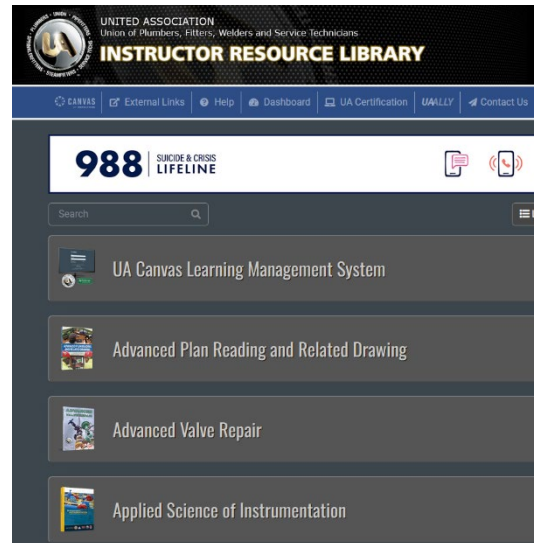 UNITED ASSOCIATION
Union of Plumbers, Fitters, Welders and Service Technicians
INSTRUCTOR RESOURCE LIBRARY
CANVAS
External Links
Help
Dashboard
UA Certification
UAALLY
Contact Us
988 SUICIDE & CRISIS
LIFELINE
Search
UA Canvas Learning Management System
Advanced Plan Reading and Related Drawing
Advanced Valve Repair
Applied Science of Instrumentation